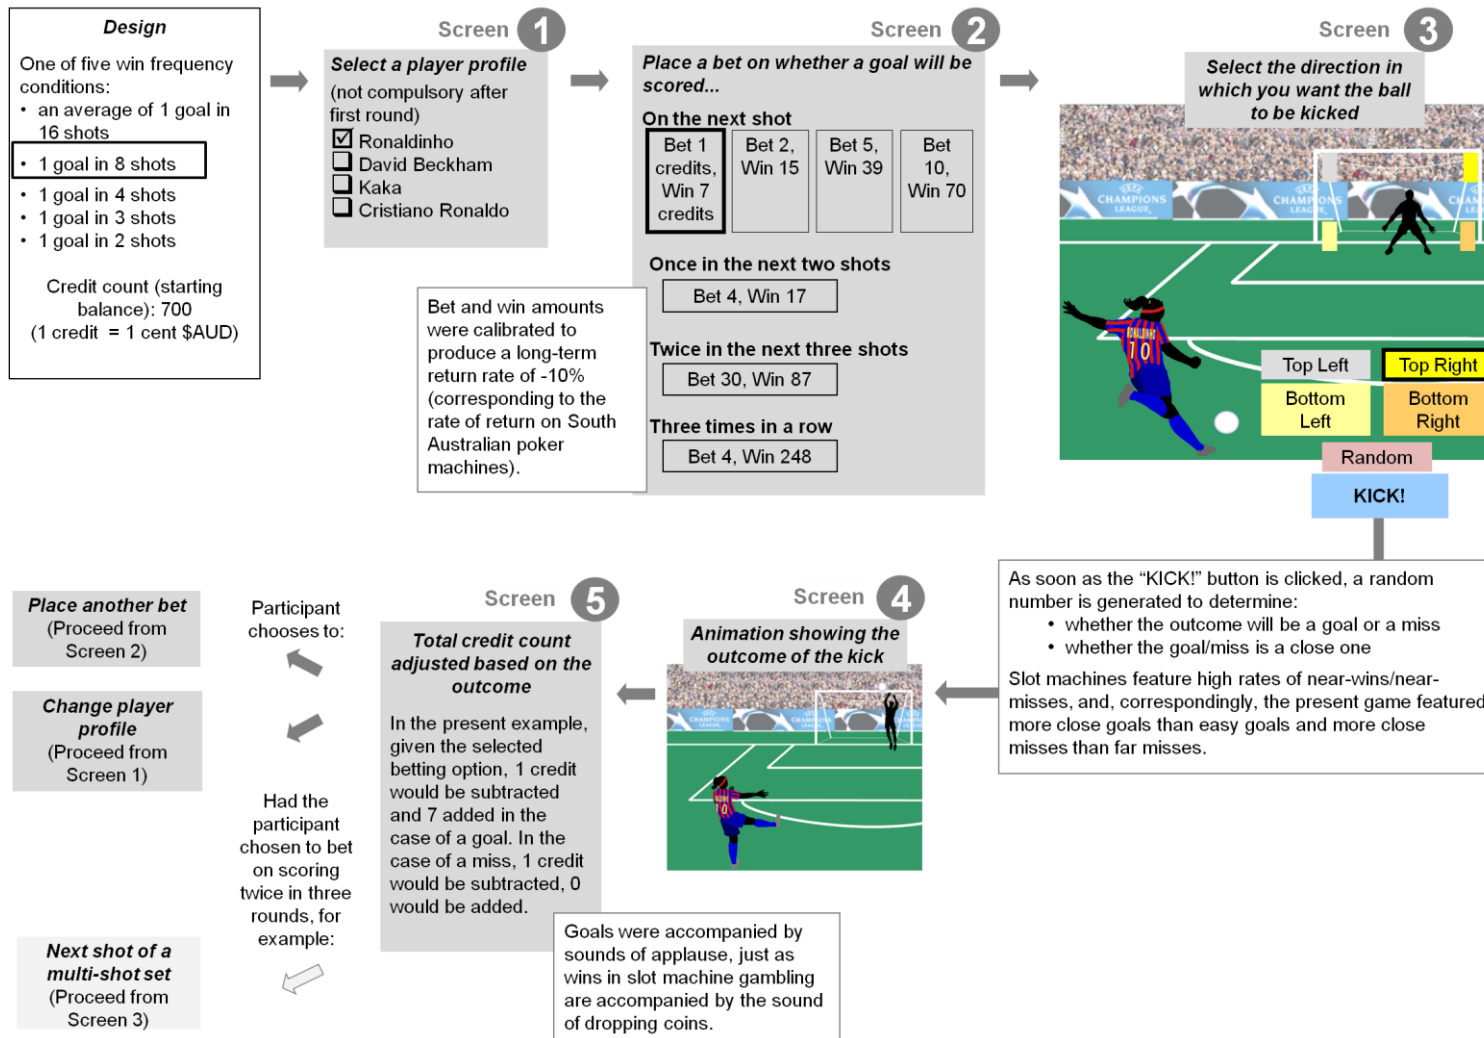 Design
One of five win frequency
conditions:
• an average of 1 goal in
16 shots
• 1 goal in 8 shots
• 1 goal in 4 shots
• 1 goal in 3 shots
• 1 goal in 2 shots
Credit count (starting
balance): 700
(1 credit = 1 cent $AUD)
Screen 1
Select a player profile
(not compulsory after
first round)
Ronaldinho
David Beckham
Kaka
Cristiano Ronaldo
Screen 2
Place a bet on whether a goal will be
scored...
On the next shot
Bet 1
credits,
Win 7
credits
Bet 2,
Win 15
Bet 5,
Win 39
Bet
10,
Win 70
Once in the next two shots
Bet 4, Win 17
Twice in the next three shots
Bet 30, Win 87
Three times in a row
Bet 4, Win 248
Bet and win amounts
were calibrated to
produce a long-term
return rate of -10%
(corresponding to the
rate of return on South
Australian poker
machines).
Screen 3
Select the direction in
which you want the ball
to be kicked
UEFA
CHAMPIONS
LEAGUE
CHAMPIONS
LEAGUE
RONALDINHO
10
Top Left
Top Right
Bottom
Left
Bottom
Right
Random
KICK!
As soon as the “KICK!” button is clicked, a random
number is generated to determine:
• whether the outcome will be a goal or a miss
• whether the goal/miss is a close one
Slot machines feature high rates of near-wins/near-
misses, and, correspondingly, the present game featured
more close goals than easy goals and more close
misses than far misses.
Screen 4
Animation showing the
outcome of the kick
CHAMPIONS
LEAGUE
CHAMPIONS
LEAGUE
10
Goals were accompanied by
sounds of applause, just as
wins in slot machine gambling
are accompanied by the sound
of dropping coins.
Screen 5
Total credit count
adjusted based on the
outcome
In the present example,
given the selected
betting option, 1 credit
would be subtracted
and 7 added in the
case of a goal. In the
case of a miss, 1 credit
would be subtracted, 0
would be added.
Participant
chooses to:
Place another bet
(Proceed from
Screen 2)
Change player
profile
(Proceed from
Screen 1)
Had the
participant
chosen to bet
on scoring
twice in three
rounds, for
example:
Next shot of a
multi-shot set
(Proceed from
Screen 3)